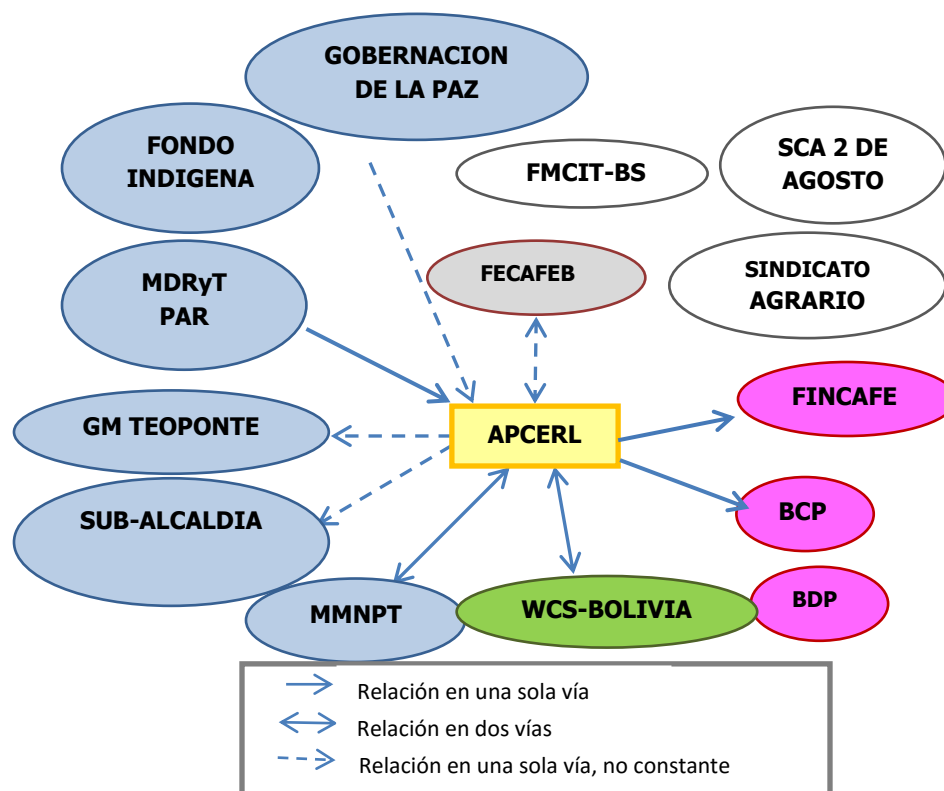 GOBERNACION
DE LA PAZ
FONDO
INDIGENA
FMCIT-BS
SCA 2 DE
AGOSTO
MDRyT
PAR
FECAFEB
SINDICATO
AGRARIO
GM TEOPONTE
APCERL
FINCAFE
SUB-ALCALDIA
BCP
MMNPT
WCS-BOLIVIA
BDP
Relación en una sola vía
Relación en dos vías
Relación en una sola vía, no constante